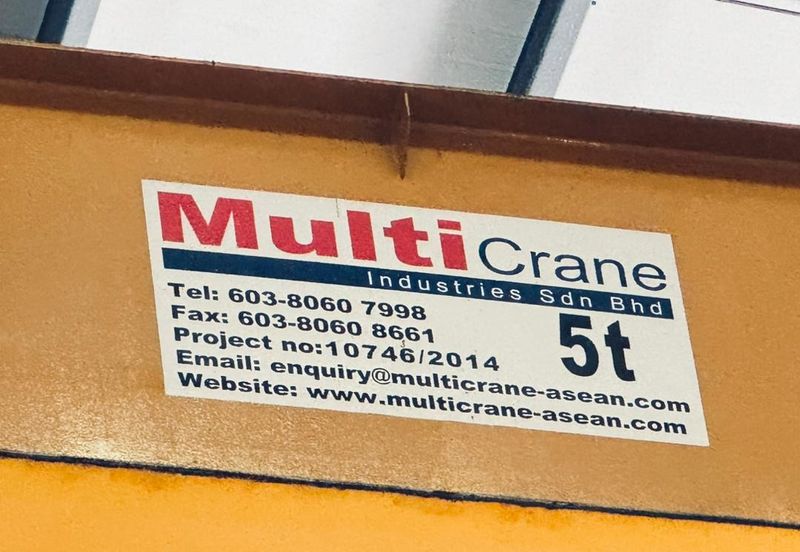 Multi Crane
Industries Sdn Bhd
Tel: 603-8060 7998
Fax: 603-8060 8661
Project no:10746/2014
5t
Email: enquiry@multicrane-asean.com
Website: www.multicrane-asean.com